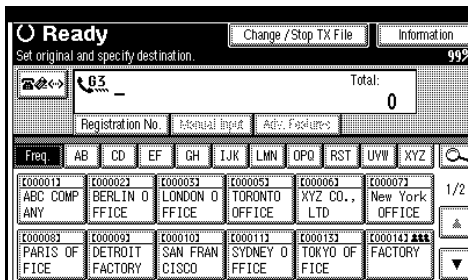 Ready
Change / Stop TX File
Information
Set original and specify destination.
99%
G3
Total:
0
Registration No.
Manual Input
Adv. Features
Freq.
AB
CD
EF
GH
IJK
LMN
OPQ
RST
UVW
XYZ
[00001]
ABC COMP
ANY
[00002]
BERLIN O
FFICE
[00003]
LONDON O
FFICE
[00005]
TORONTO
OFFICE
[00006]
XYZ CO.,
LTD
[00007]
New York
OFFICE
1/2
[00008]
PARIS OF
FICE
[00009]
DETROIT
FACTORY
[00010]
SAN FRAN
CISCO
[00011]
SYDNEY O
FFICE
[00013]
TOKYO OF
FICE
[00014]
FACTORY